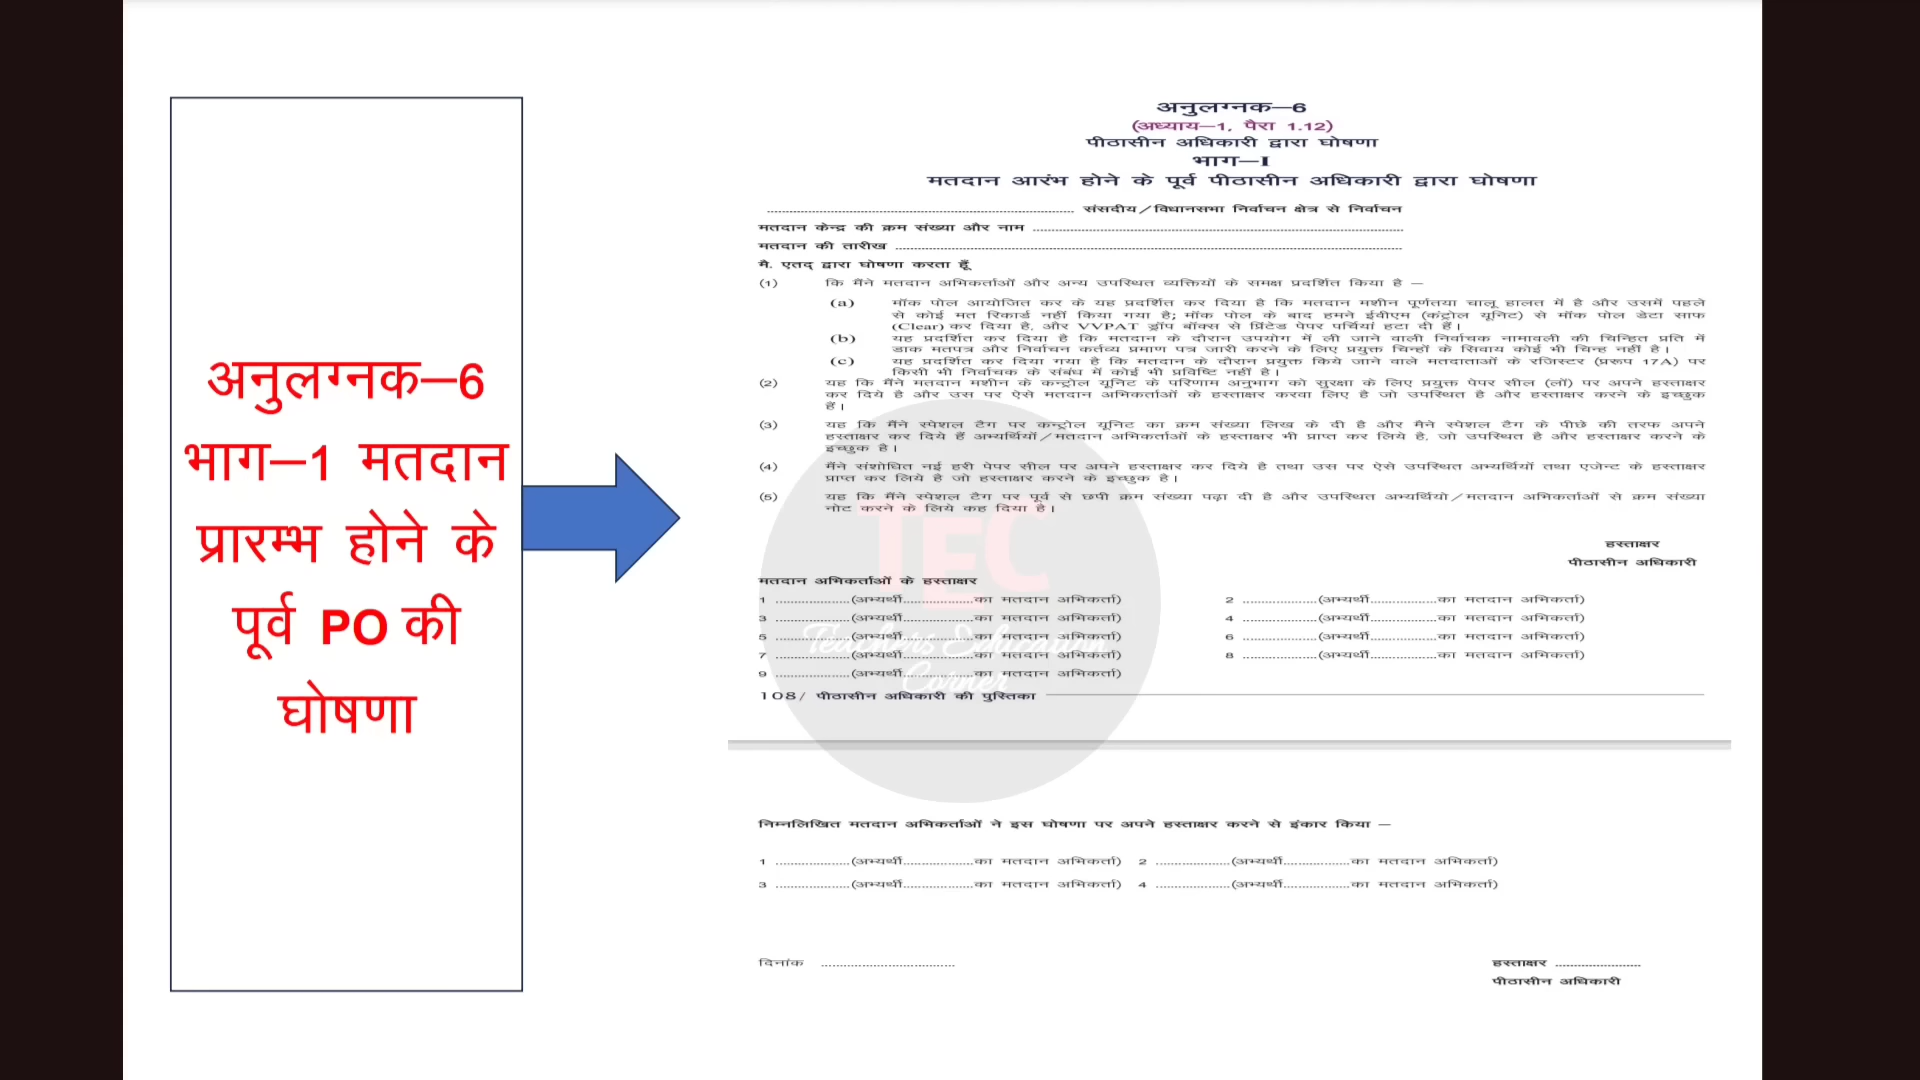 अनुलग्नक–6
भाग–1 मतदान
प्रारम्भ होने के
पूर्व PO की
घोषणा
अनुलग्नक–6
(अध्याय–1, पैरा 1.12)
पीठासीन अधिकारी द्वारा घोषणा
भाग–I
मतदान आरंभ होने के पूर्व पीठासीन अधिकारी द्वारा घोषणा
.................... संसदीय/विधानसभा निर्वाचन क्षेत्र से निर्वाचन
मतदान केन्द्र की क्रम संख्या और नाम ....................
मतदान की तारीख ....................
मै. एतद् द्वारा घोषणा करता हूँ
(1) कि मैंने मतदान अभिकर्ताओं और अन्य उपस्थित व्यक्तियों के समक्ष प्रदर्शित किया है –
(a) मॉक पोल आयोजित कर के यह प्रदर्शित कर दिया है कि मतदान मशीन पूर्णतया चालू हालत में है और उसमें पहले
से कोई मत रिकार्ड नहीं किया गया है; मॉक पोल के बाद हमने ईवीएम (कंट्रोल यूनिट) से मॉक पोल डेटा साफ
(Clear) कर दिया है, और VVPAT ड्रॉप बॉक्स से प्रिंटेड पेपर पर्चियां हटा दी हैं।
(b) यह प्रदर्शित कर दिया है कि मतदान के दौरान उपयोग में ली जाने वाली निर्वाचक नामावली की चिन्हित प्रति में
डाक मतपत्र और निर्वाचन कर्तव्य प्रमाण पत्र जारी करने के लिए प्रयुक्त चिन्हों के सिवाय कोई भी चिन्ह नहीं है।
(c) यह प्रदर्शित कर दिया गया है कि मतदान के दौरान प्रयुक्त किये जाने वाले मतदाताओं के रजिस्टर (प्ररूप 17A) पर
किसी भी निर्वाचक के संबंध में कोई भी प्रविष्टि नहीं है।
(2) यह कि मैंने मतदान मशीन के कन्ट्रोल यूनिट के परिणाम अनुभाग को सुरक्षा के लिए प्रयुक्त पेपर सील (लों) पर अपने हस्ताक्षर
कर दिये है और उस पर ऐसे मतदान अभिकर्ताओं के हस्ताक्षर करवा लिए है जो उपस्थित है और हस्ताक्षर करने के इच्छुक
हैं।
(3) यह कि मैंने स्पेशल टैग पर कन्ट्रोल यूनिट का क्रम संख्या लिख के दी है और मैंने स्पेशल टैग के पीछे की तरफ अपने
हस्ताक्षर कर दिये हैं अभ्यर्थियों/मतदान अभिकर्ताओं के हस्ताक्षर भी प्राप्त कर लिये है, जो उपस्थित है और हस्ताक्षर करने के
इच्छुक है।
(4) मैंने संशोधित नई हरी पेपर सील पर अपने हस्ताक्षर कर दिये है तथा उस पर ऐसे उपस्थित अभ्यर्थियों तथा एजेन्ट के हस्ताक्षर
प्राप्त कर लिये है जो हस्ताक्षर करने के इच्छुक है।
(5) यह कि मैंने स्पेशल टैग पर पूर्व से छपी क्रम संख्या पढ़ा दी है और उपस्थित अभ्यर्थियो/मतदान अभिकर्ताओं से क्रम संख्या
नोट करने के लिये कह दिया है।
हस्ताक्षर
पीठासीन अधिकारी
मतदान अभिकर्ताओं के हस्ताक्षर
1 ..........(अभ्यर्थी..........का मतदान अभिकर्ता) 2 ..........(अभ्यर्थी..........का मतदान अभिकर्ता)
3 ..........(अभ्यर्थी..........का मतदान अभिकर्ता) 4 ..........(अभ्यर्थी..........का मतदान अभिकर्ता)
5 ..........(अभ्यर्थी..........का मतदान अभिकर्ता) 6 ..........(अभ्यर्थी..........का मतदान अभिकर्ता)
7 ..........(अभ्यर्थी..........का मतदान अभिकर्ता) 8 ..........(अभ्यर्थी..........का मतदान अभिकर्ता)
9 ..........(अभ्यर्थी..........का मतदान अभिकर्ता)
108/ पीठासीन अधिकारी की पुस्तिका
TEC
Teachers Education
Corner
निम्नलिखित मतदान अभिकर्ताओं ने इस घोषणा पर अपने हस्ताक्षर करने से इंकार किया –
1 ..........(अभ्यर्थी..........का मतदान अभिकर्ता) 2 ..........(अभ्यर्थी..........का मतदान अभिकर्ता)
3 ..........(अभ्यर्थी..........का मतदान अभिकर्ता) 4 ..........(अभ्यर्थी..........का मतदान अभिकर्ता)
दिनांक .................... हस्ताक्षर ....................
पीठासीन अधिकारी